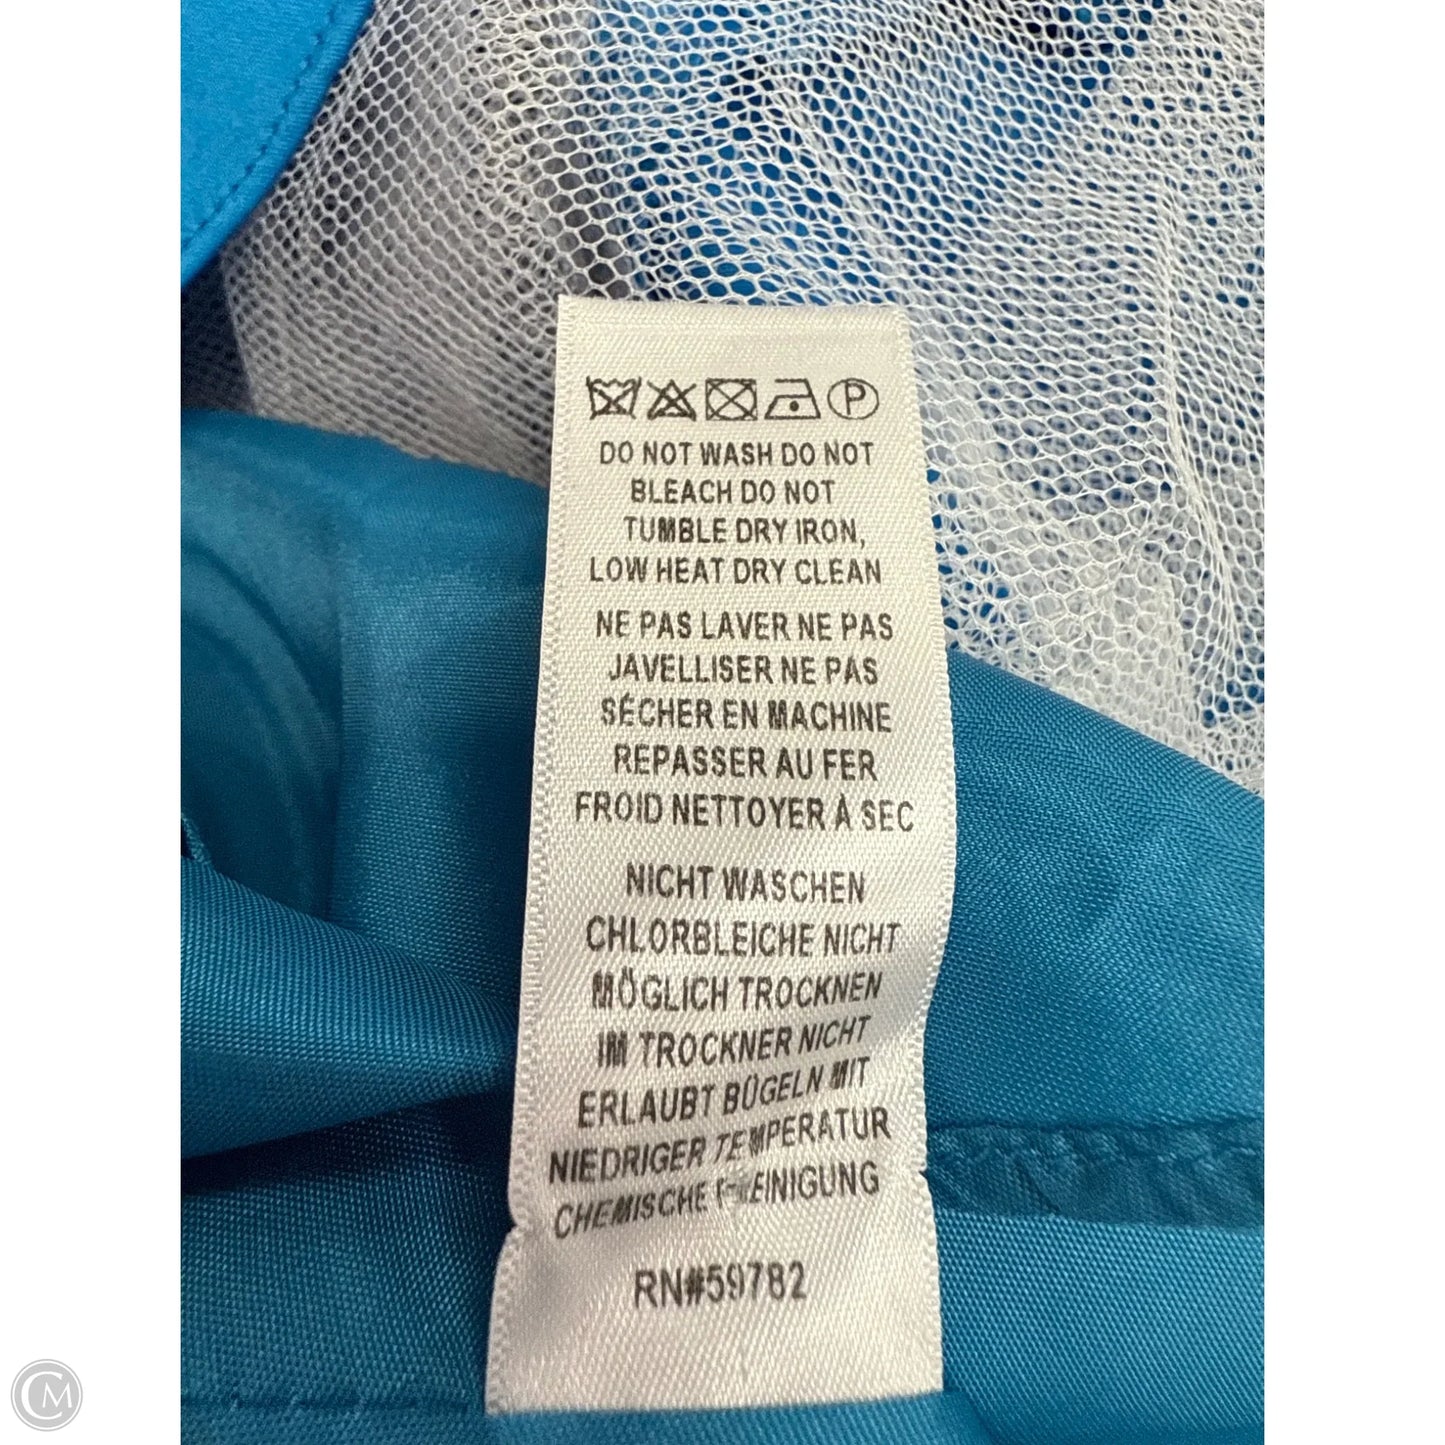 P
DO NOT WASH DO NOT
BLEACH DO NOT
TUMBLE DRY IRON,
LOW HEAT DRY CLEAN
NE PAS LAVER NE PAS
JAVELLISER NE PAS
SÉCHER EN MACHINE
REPASSER AU FER
FROID NETTOYER À SEC
NICHT WASCHEN
CHLORBLEICHE NICHT
MÖGLICH TROCKNEN
IM TROCKNER NICHT
ERLAUBT BÜGELN MIT
NIEDRIGER TEMPERATUR
CHEMISCHE REINIGUNG
RN#59782
CM